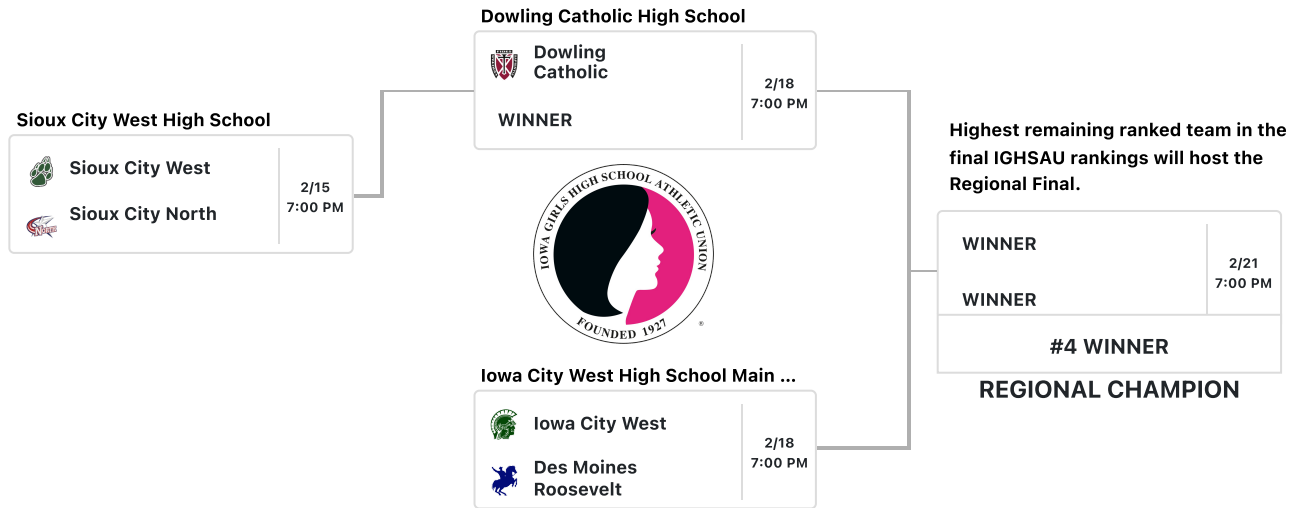 Dowling Catholic High School
Dowling
Catholic
WINNER
2/18
7:00 PM
Sioux City West High School
Sioux City West
Sioux City North
NORTH
2/15
7:00 PM
IOWA GIRLS HIGH SCHOOL ATHLETIC UNION
FOUNDED 1927
®
Iowa City West High School Main ...
Iowa City West
Des Moines
Roosevelt
2/18
7:00 PM
Highest remaining ranked team in the
final IGHSAU rankings will host the
Regional Final.
WINNER
WINNER
2/21
7:00 PM
#4 WINNER
REGIONAL CHAMPION